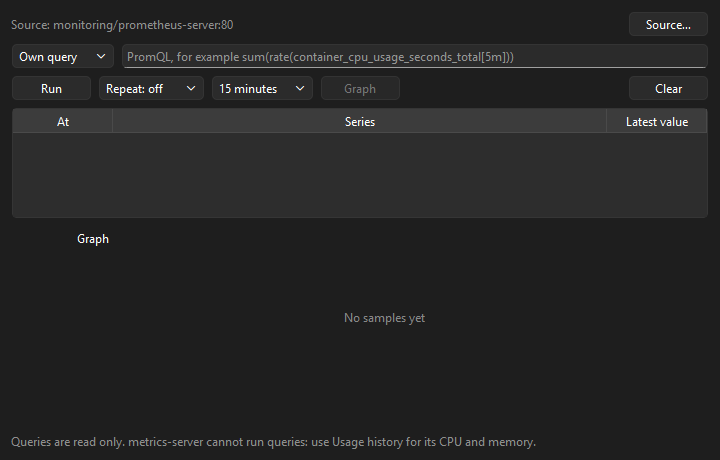 Source: monitoring/prometheus-server:80
Source...
Own query
PromQL, for example sum(rate(container_cpu_usage_seconds_total[5m]))
Run
Repeat: off
15 minutes
Graph
Clear
At
Series
Latest value
Graph
No samples yet
Queries are read only. metrics-server cannot run queries: use Usage history for its CPU and memory.